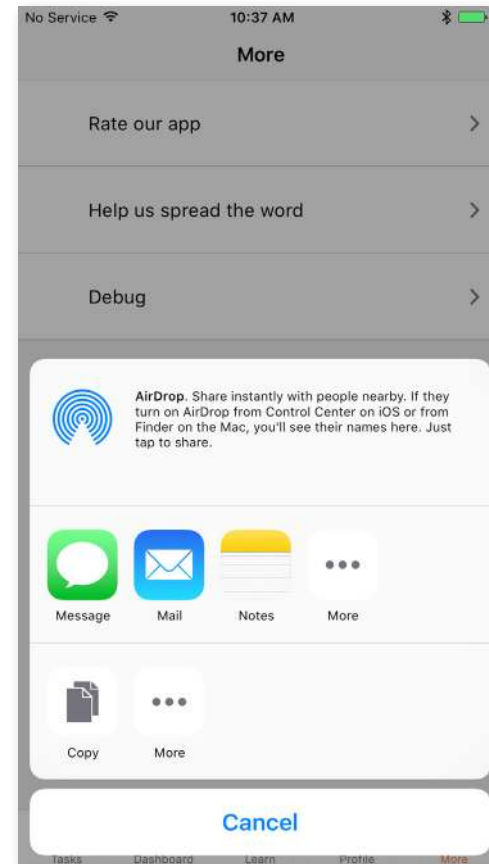 No Service 10:37 AM
More
Rate our app
Help us spread the word
Debug
AirDrop. Share instantly with people nearby. If they
turn on AirDrop from Control Center on iOS or from
Finder on the Mac, you'll see their names here. Just
tap to share.
Message Mail Notes More
Copy More
Cancel
Tasks Dashboard Learn Profile More